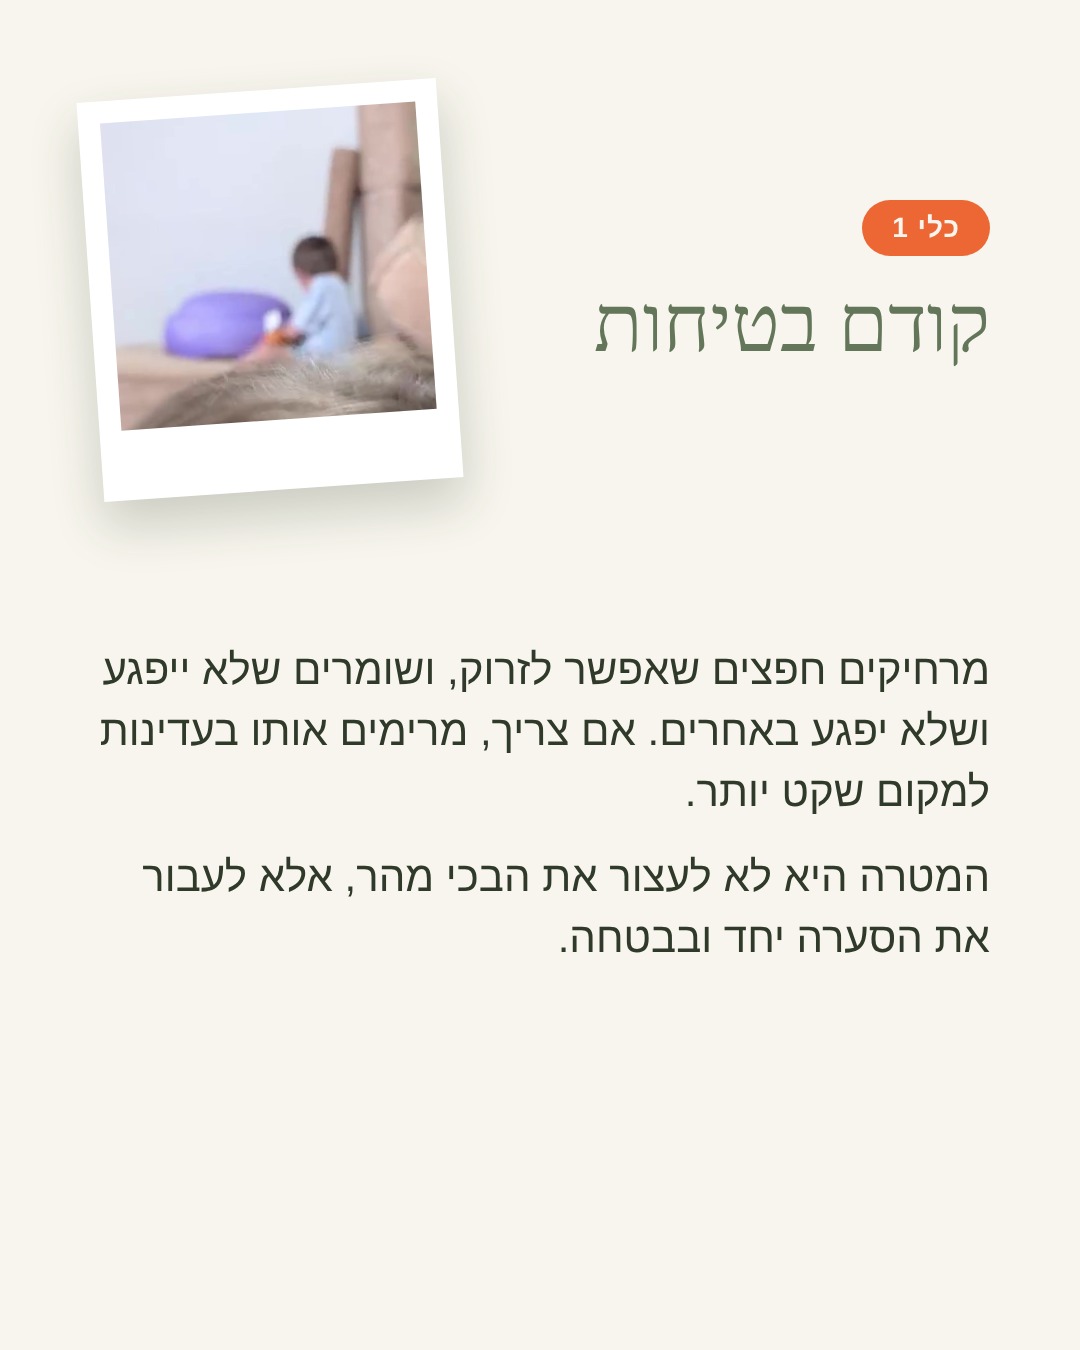 כלי 1
קודם בטיחות
מרחיקים חפצים שאפשר לזרוק, ושומרים שלא ייפגע
ושלא יפגע באחרים. אם צריך, מרימים אותו בעדינות
למקום שקט יותר.
המטרה היא לא לעצור את הבכי מהר, אלא לעבור
את הסערה יחד ובבטחה.